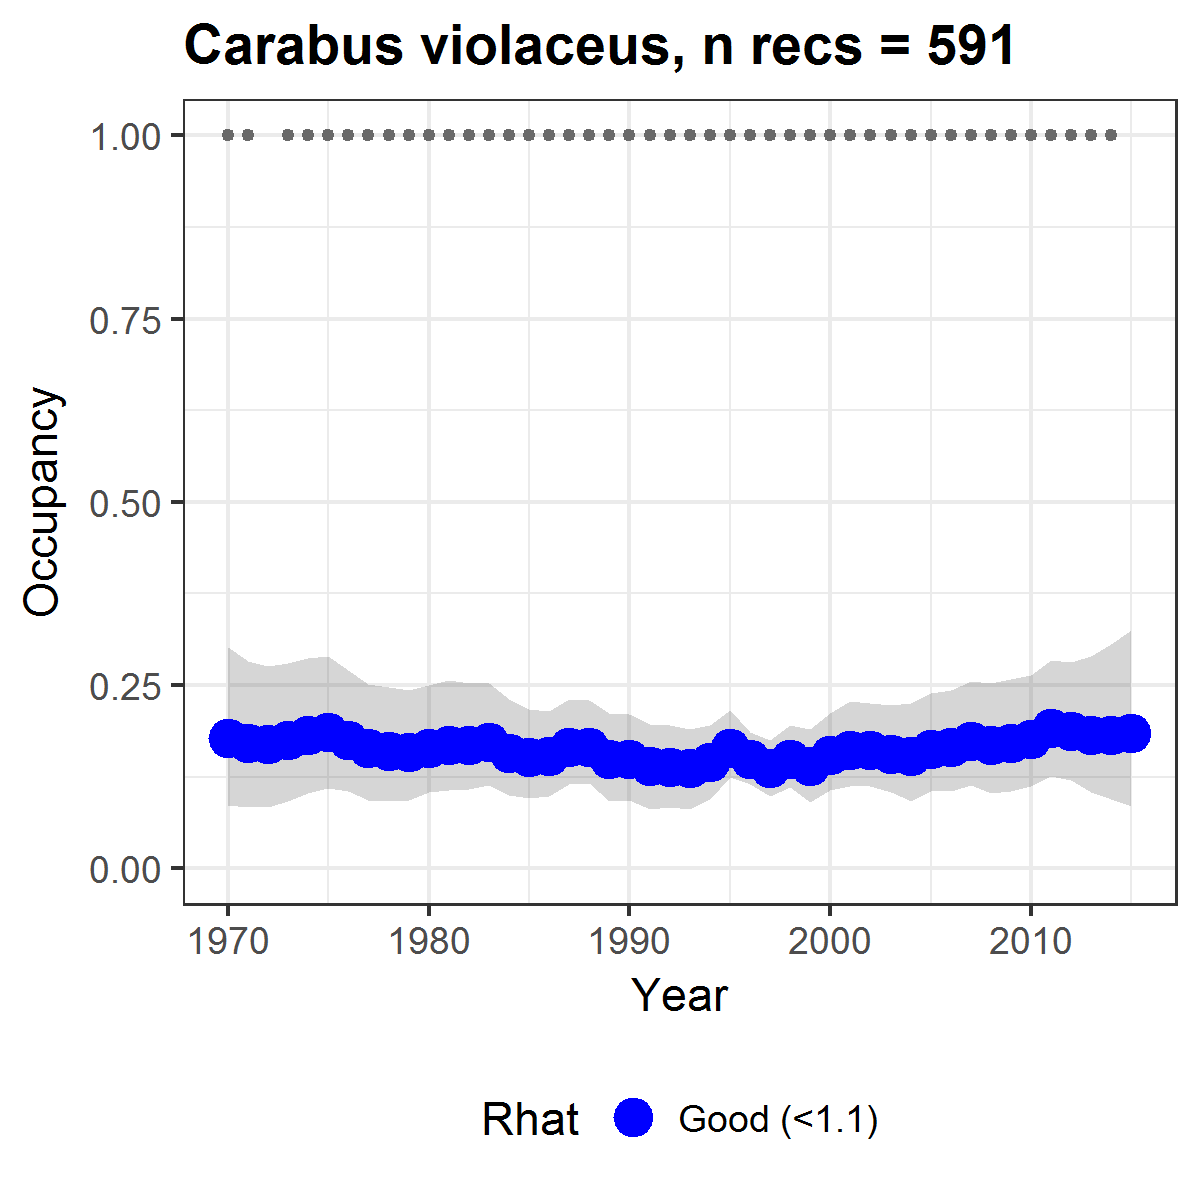 Carabus violaceus, n recs = 591
1.00
0.75
0.50
0.25
0.00
Occupancy
1970 1980 1990 2000 2010
Year
Rhat Good (<1.1)